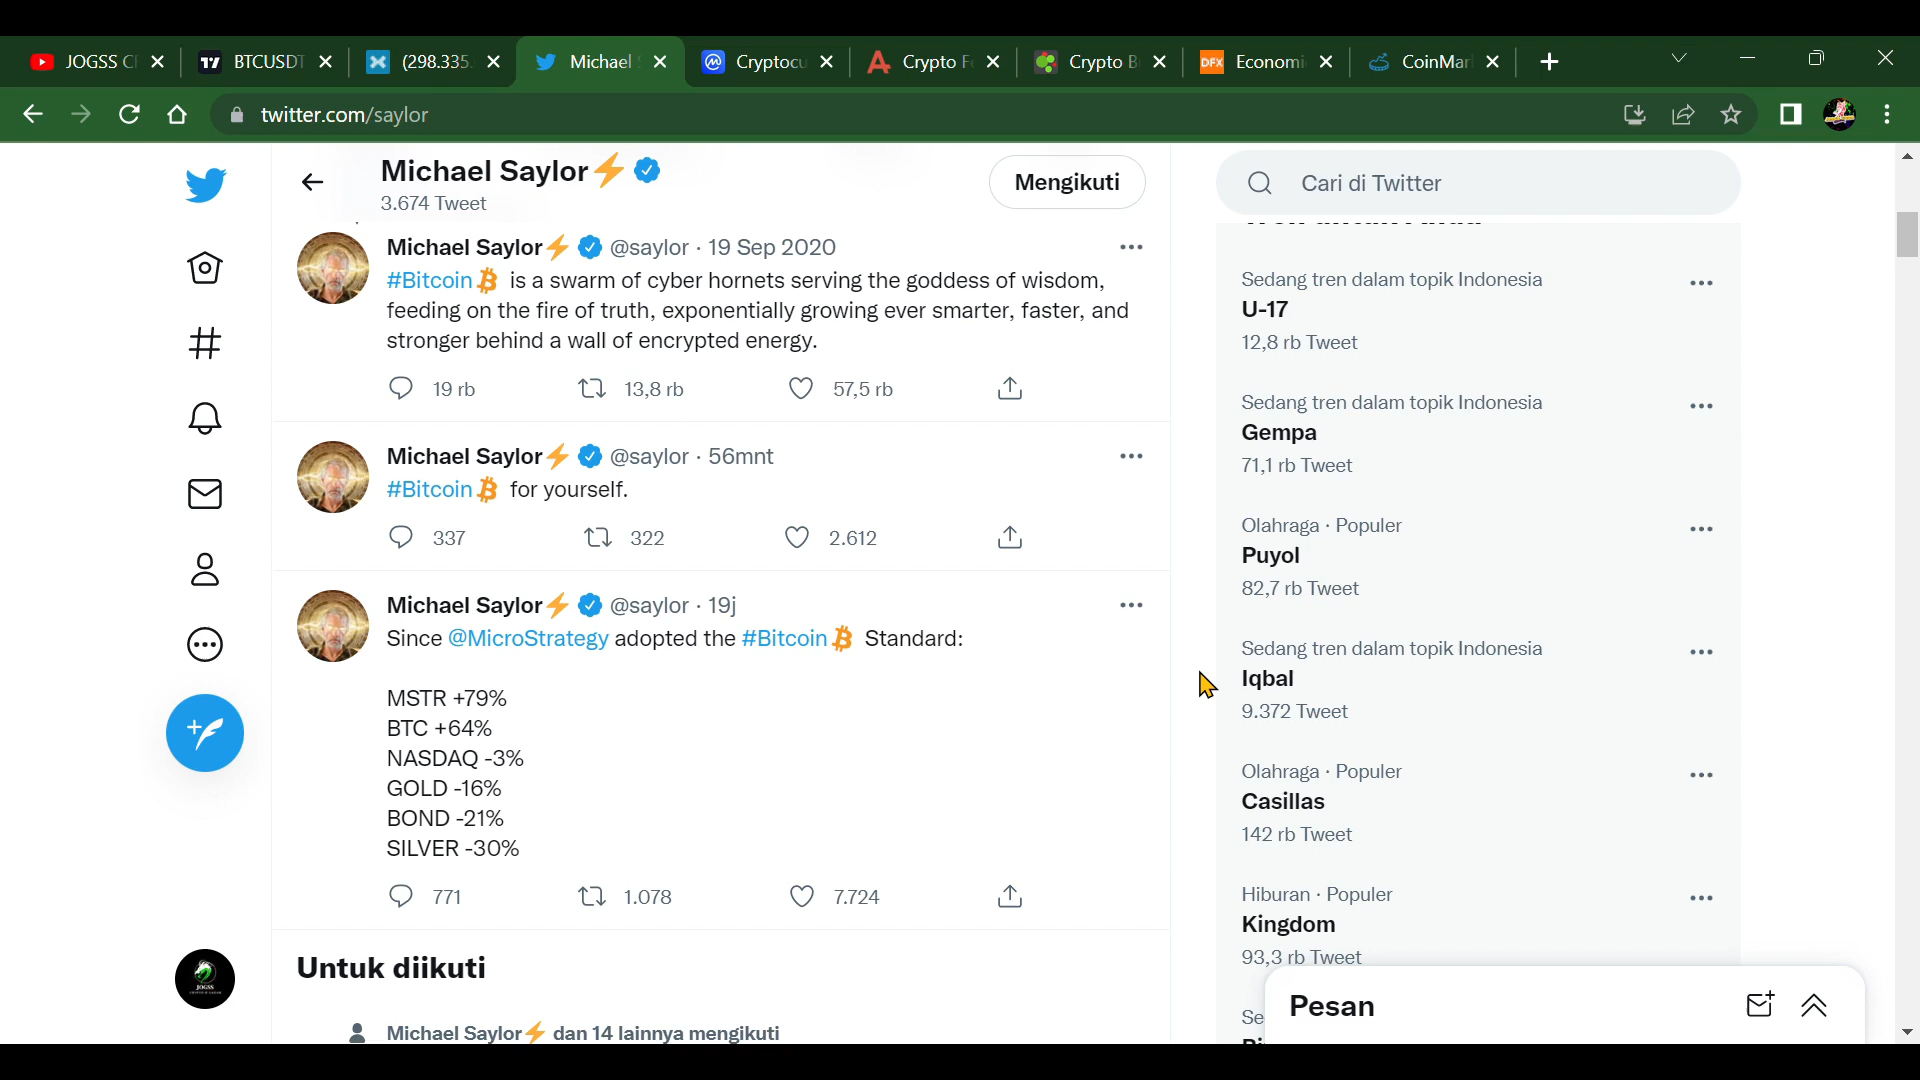 JOGSS C
BTCUSDT
(298.335.
Michael
Cryptocu
Crypto F
Crypto B
DFX
Economi
CoinMar
twitter.com/saylor
Michael Saylor⚡
3.674 Tweet
Mengikuti
Cari di Twitter
Michael Saylor⚡ @saylor · 19 Sep 2020
#Bitcoin is a swarm of cyber hornets serving the goddess of wisdom,
feeding on the fire of truth, exponentially growing ever smarter, faster, and
stronger behind a wall of encrypted energy.
19 rb
13,8 rb
57,5 rb
Michael Saylor⚡ @saylor · 56mnt
#Bitcoin for yourself.
337
322
2.612
Michael Saylor⚡ @saylor · 19j
Since @MicroStrategy adopted the #Bitcoin Standard:
MSTR +79%
BTC +64%
NASDAQ -3%
GOLD -16%
BOND -21%
SILVER -30%
771
1.078
7.724
Untuk diikuti
Michael Saylor⚡ dan 14 lainnya mengikuti
Sedang tren dalam topik Indonesia
U-17
12,8 rb Tweet
Sedang tren dalam topik Indonesia
Gempa
71,1 rb Tweet
Olahraga · Populer
Puyol
82,7 rb Tweet
Sedang tren dalam topik Indonesia
Iqbal
9.372 Tweet
Olahraga · Populer
Casillas
142 rb Tweet
Hiburan · Populer
Kingdom
93,3 rb Tweet
Se
Pesan
JOGSS